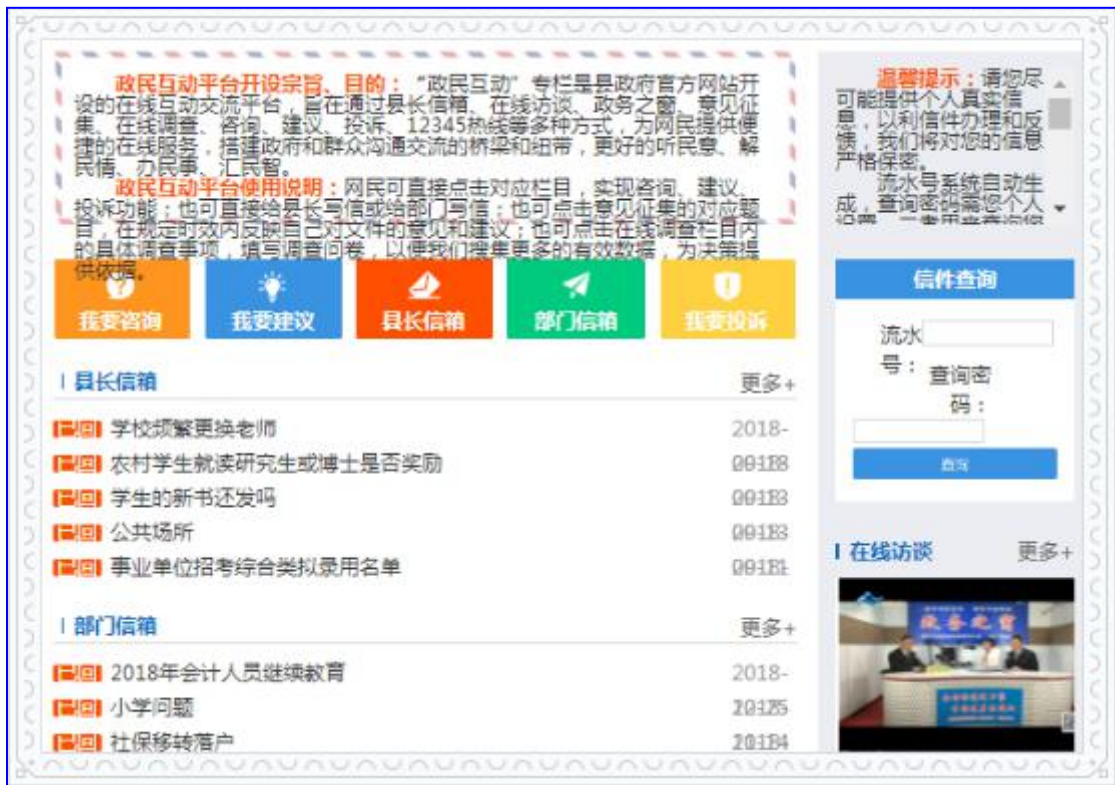 政民互动平台开设宗旨、目的：“政民互动”专栏是县政府官方网站开
设的在线互动交流平台，旨在通过县长信箱、在线访谈、政务之窗、意见征
集、在线调查、咨询、建议、投诉、12345热线等多种方式，为网民提供便
捷的在线服务，搭建政府和群众沟通交流的桥梁和纽带，更好的听民意、解
民情、办民事、汇民智。
政民互动平台使用说明：网民可直接点击对应栏目，实现咨询、建议、
投诉功能；也可直接给县长写信或给部门写信；也可点击意见征集的对应题
目，在规定时效内反映自己对文件的意见和建议；也可点击在线调查栏目内
的具体调查事项，填写调查问卷，以便我们搜集更多的有效数据，为决策提
供依据。
我要咨询
我要建议
县长信箱
部门信箱
我要投诉
县长信箱 更多+
学校频繁更换老师 2018-
农村学生就读研究生或博士是否奖励
学生的新书还发吗
公共场所
事业单位招考综合类拟录用名单
部门信箱 更多+
2018年会计人员继续教育 2018-
小学问题
社保移转落户
温馨提示：请您尽
可能提供个人真实信
息，以利信件办理和反
馈，我们将对您的信息
严格保密。
流水号系统自动生
成，查询密码需您个人
信件查询
流水
号：
查询密
码：
查询
在线访谈 更多+
政务之窗